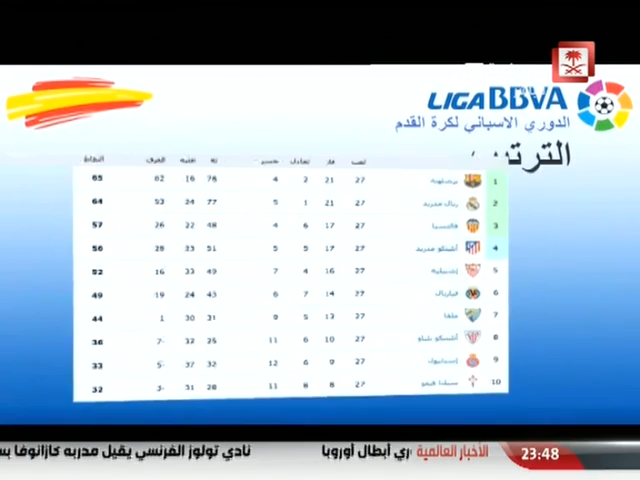 LIGA BBVA
الدوري الاسباني لكرة القدم
لعب فاز تعادل خسر له عليه الفرق النقاط
1 برشلونة 27 21 2 4 78 16 62 65
2 ريال مدريد 27 21 1 5 77 24 53 64
3 فالنسيا 27 17 6 4 48 22 26 57
4 أتليتكو مدريد 27 17 5 5 51 23 28 56
5 إشبيلية 27 16 4 7 49 33 16 52
6 فياريال 27 14 7 6 43 24 19 49
7 ملقا 27 13 5 9 31 30 1 44
8 أتليتكو بلباو 27 10 6 11 25 32 7- 36
9 إسبانيول 27 9 6 12 32 37 5- 33
10 سيلتا فيغو 27 8 8 11 28 31 3- 32
23:48
الأخبار العالمية ري أبطال أوروبا نادي تولوز الفرنسي يقيل مدربه كازانوفا بس